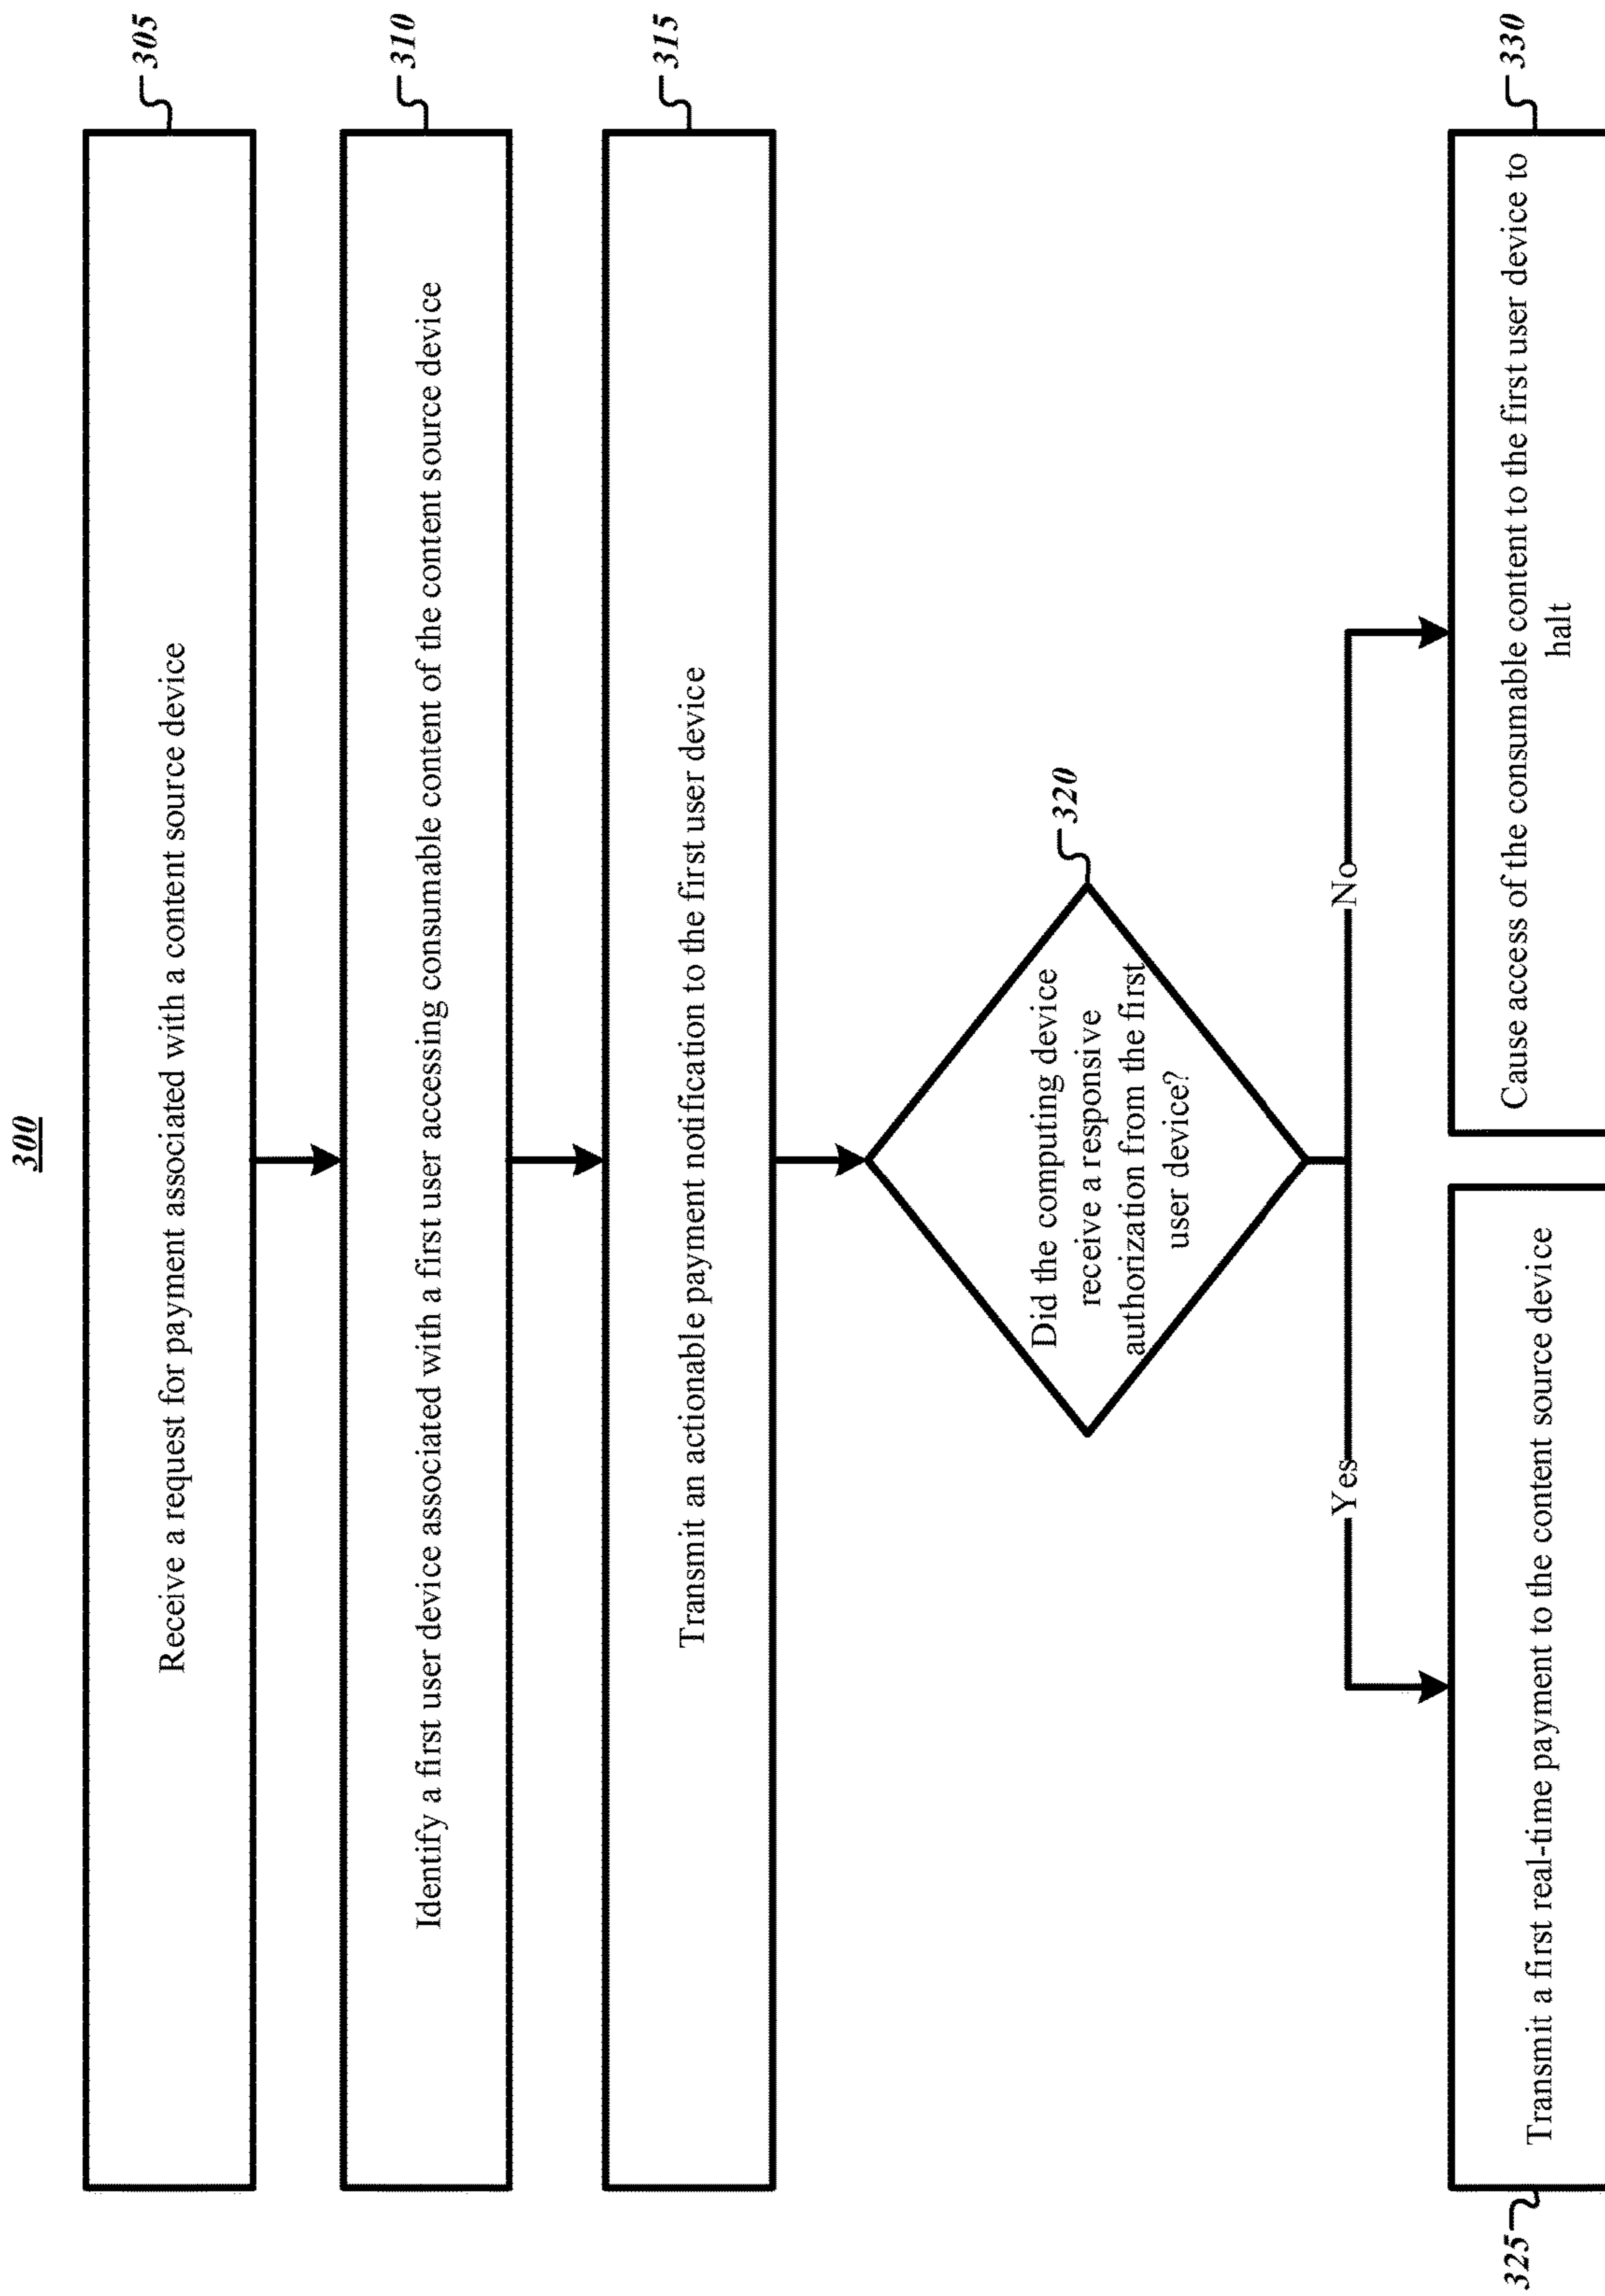 300
305
Receive a request for payment associated with a content source device
310
Identify a first user device associated with a first user accessing consumable content of the content source device
315
Transmit an actionable payment notification to the first user device
320
Did the computing device
receive a responsive
authorization from the first
user device?
Yes
No
325
Transmit a first real-time payment to the content source device
330
Cause access of the consumable content to the first user device to
halt